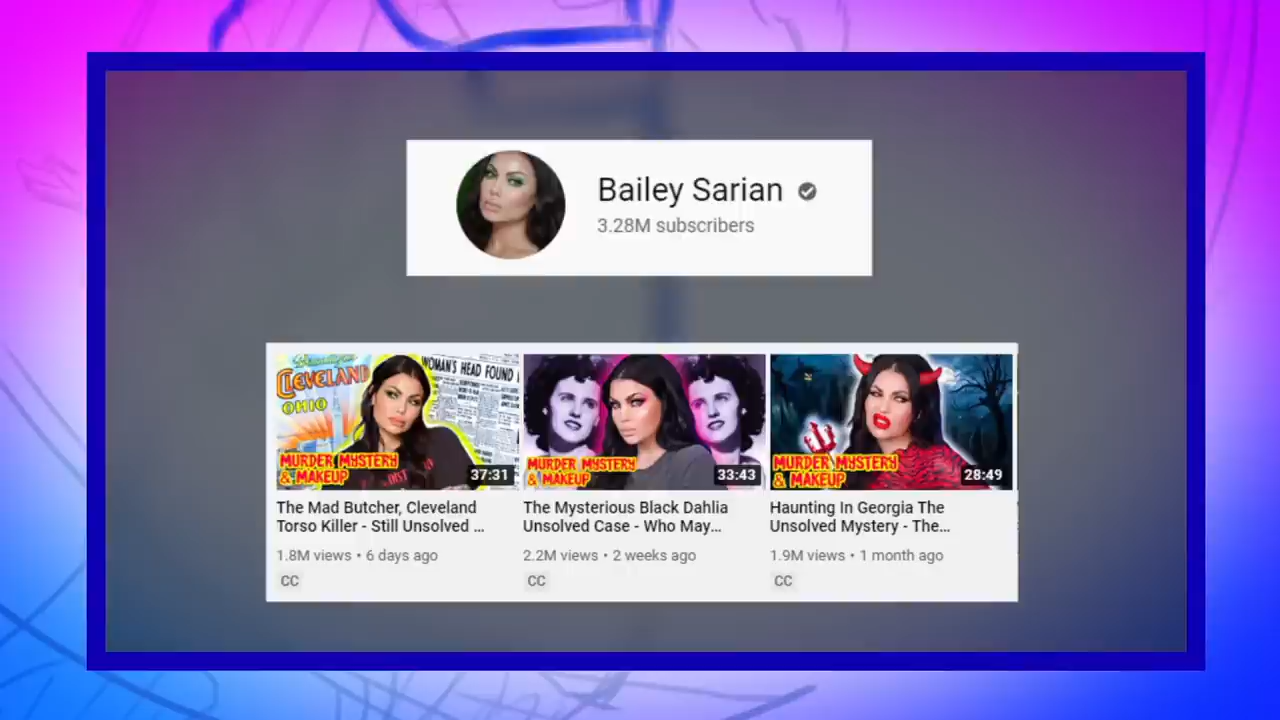 Bailey Sarian
3.28M subscribers
CLEVELAND
OHIO
WOMAN'S HEAD FOUND
MURDER MYSTERY
& MAKEUP
37:31
MURDER MYSTERY
& MAKEUP
33:43
MURDER MYSTERY
& MAKEUP
28:49
The Mad Butcher, Cleveland
Torso Killer - Still Unsolved ...
1.8M views • 6 days ago
CC
The Mysterious Black Dahlia
Unsolved Case - Who May...
2.2M views • 2 weeks ago
CC
Haunting In Georgia The
Unsolved Mystery - The...
1.9M views • 1 month ago
CC